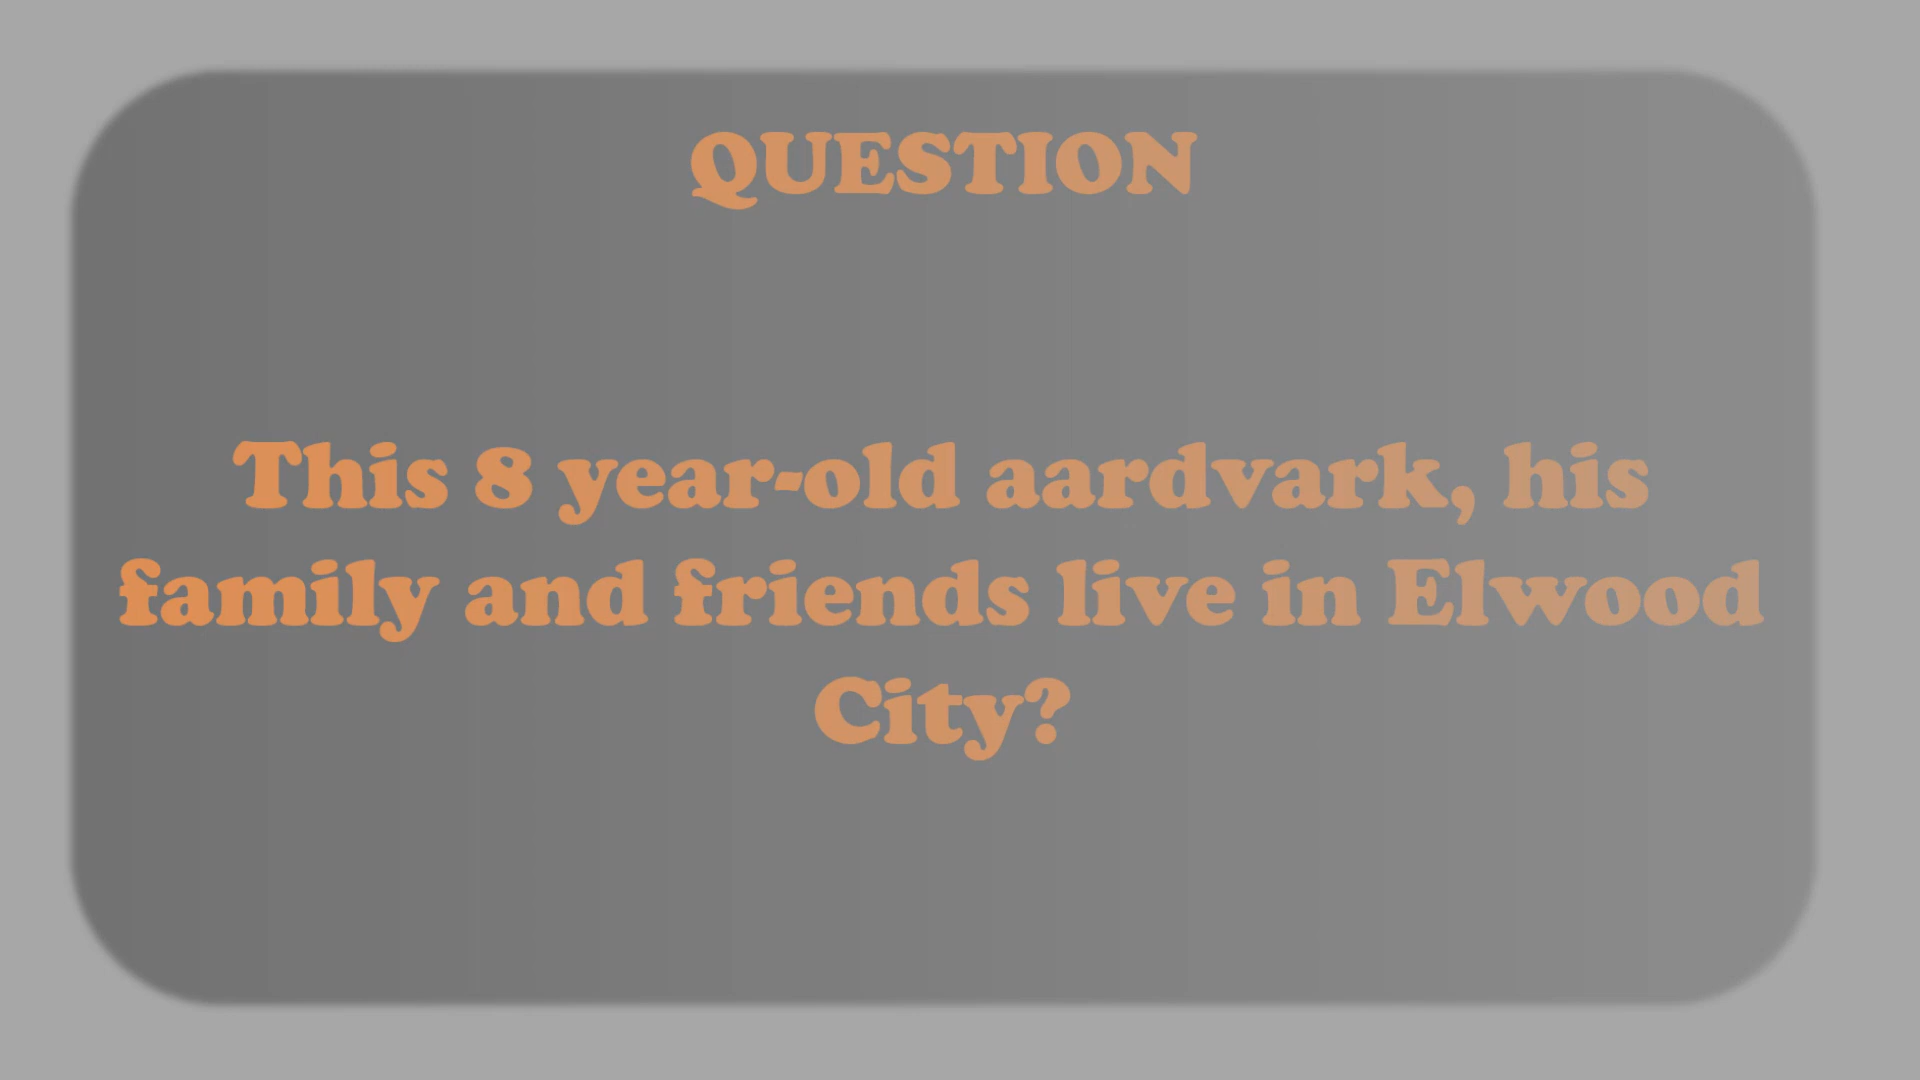 QUESTION
This 8 year-old aardvark, his
family and friends live in Elwood
City?